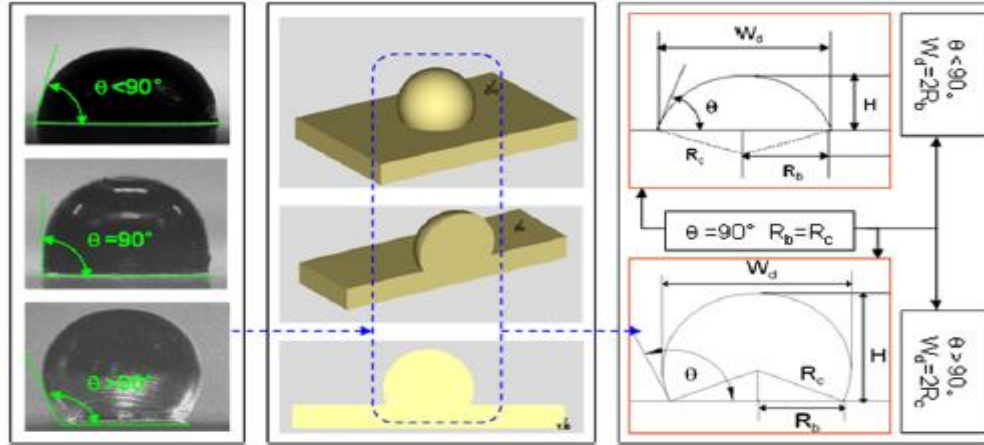 θ <90°
θ =90°
θ >90°
W_d
H
θ
R_c
R_b
θ <90°
W_d=2R_b
θ =90° R_b=R_c
W_d
H
θ
R_c
R_b
θ >90°
W_d=2R_c